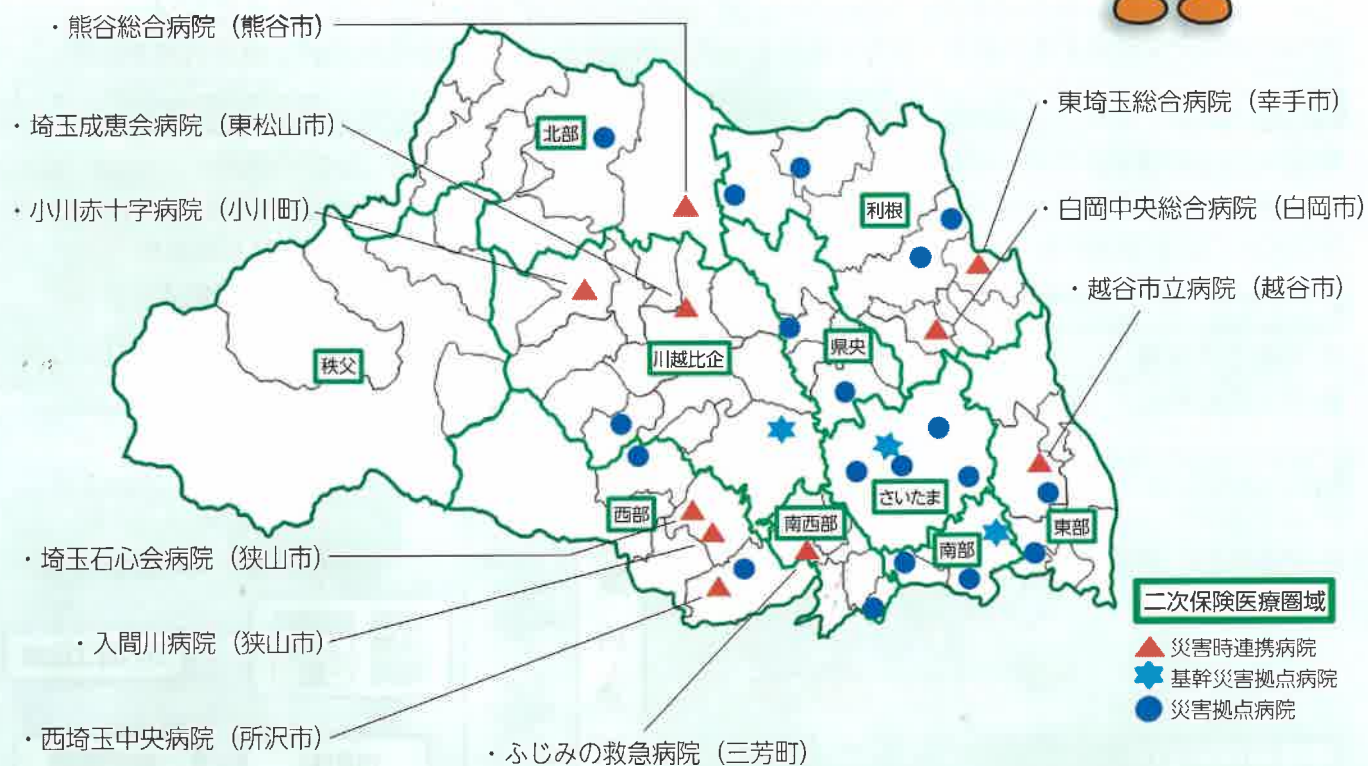 ・熊谷総合病院（熊谷市）
・埼玉成恵会病院（東松山市）
・小川赤十字病院（小川町）
・東埼玉総合病院（幸手市）
・白岡中央総合病院（白岡市）
・越谷市立病院（越谷市）
北部
利根
秩父
川越比企
県央
西部
南西部
さいたま
南部
東部
・埼玉石心会病院（狭山市）
・入間川病院（狭山市）
・西埼玉中央病院（所沢市）
・ふじみの救急病院（三芳町）
二次保険医療圏域
災害時連携病院
基幹災害拠点病院
災害拠点病院